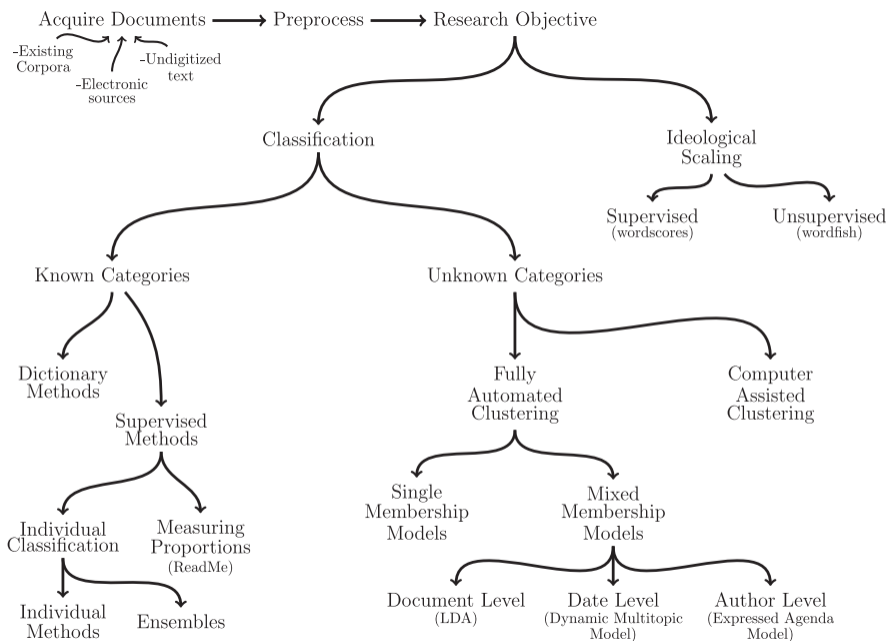 Acquire Documents
Preprocess
Research Objective
-Existing
Corpora
-Undigitized
text
-Electronic
sources
Classification
Ideological
Scaling
Supervised
(wordscores)
Unsupervised
(wordfish)
Known Categories
Unknown Categories
Dictionary
Methods
Fully
Automated
Clustering
Computer
Assisted
Clustering
Supervised
Methods
Single
Membership
Models
Mixed
Membership
Models
Individual
Classification
Measuring
Proportions
(ReadMe)
Individual
Methods
Ensembles
Document Level
(LDA)
Date Level
(Dynamic Multitopic
Model)
Author Level
(Expressed Agenda
Model)